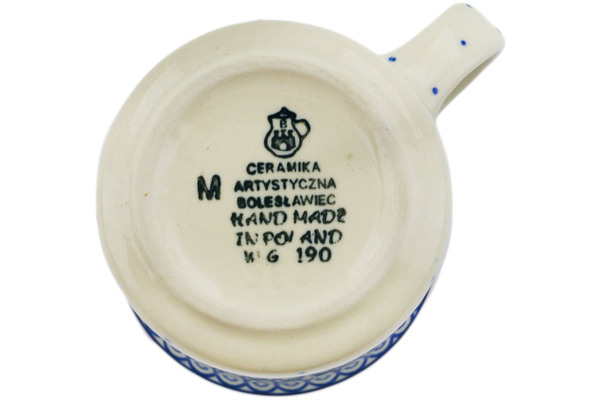 B
CERAMIKA
M ARTYSTYCZNA
BOLESŁAWIEC
HAND MADE
IN POLAND
W G 190